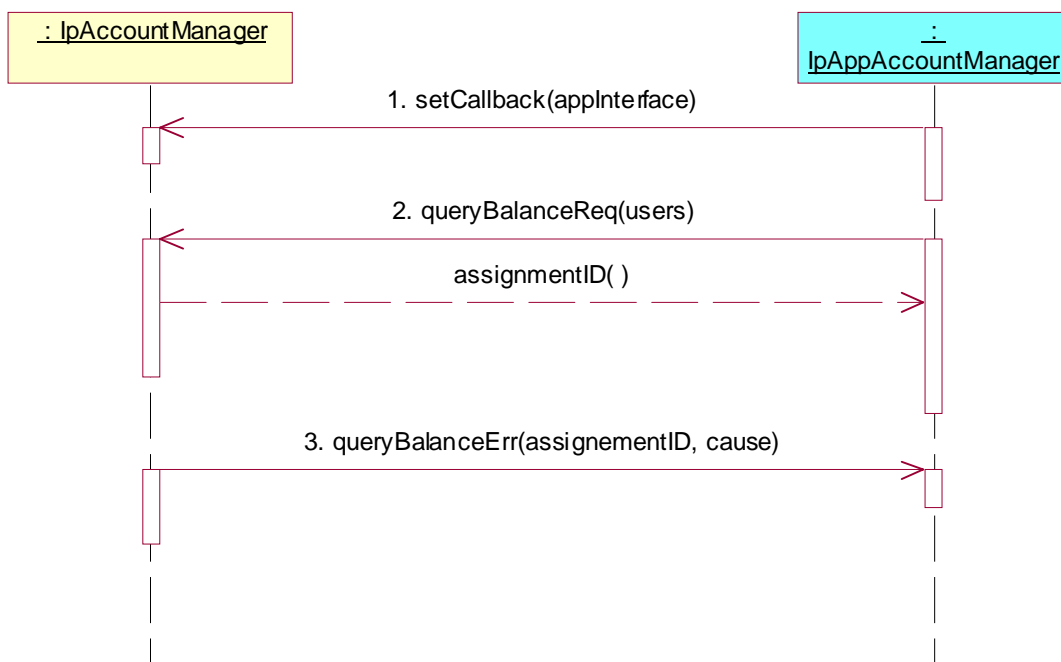 : IpAccountManager
:
IpAppAccountManager
1. setCallback(appInterface)
2. queryBalanceReq(users)
assignmentID( )
3. queryBalanceErr(assignementID, cause)